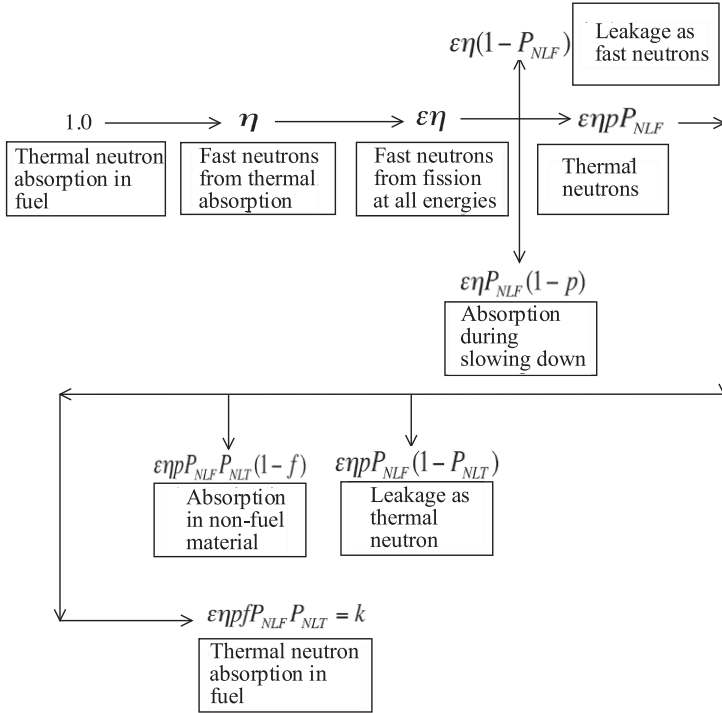 εη(1 − P_NLF)
Leakage as
fast neutrons
1.0
η
εη
εηpP_NLF
Thermal neutron
absorption in
fuel
Fast neutrons
from thermal
absorption
Fast neutrons
from fission
at all energies
Thermal
neutrons
εηP_NLF(1 − p)
Absorption
during
slowing down
εηpP_NLF P_NLT(1 − f)
Absorption
in non-fuel
material
εηpP_NLF(1 − P_NLT)
Leakage as
thermal
neutron
εηpfP_NLF P_NLT = k
Thermal neutron
absorption in
fuel